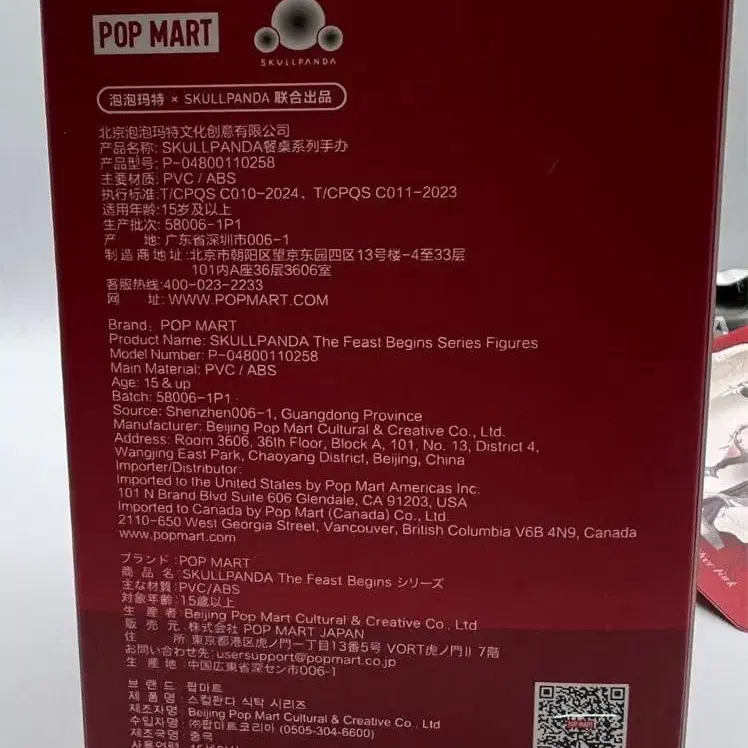 POP MART
SKULLPANDA
泡泡玛特 × SKULLPANDA 联合出品
北京泡泡玛特文化创意有限公司
产品名称: SKULLPANDA餐桌系列手办
产品型号: P-04800110258
主要材质: PVC / ABS
执行标准:T/CPQS C010-2024、T/CPQS C011-2023
适用年龄:15岁及以上
生产批次: 58006-1P1
产 地: 广东省深圳市006-1
制造商地址:北京市朝阳区望京东园四区13号楼-4至33层
101内A座36层3606室
客服热线:400-023-2233
网 址: WWW.POPMART.COM
Brand: POP MART
Product Name: SKULLPANDA The Feast Begins Series Figures
Model Number: P-04800110258
Main Material: PVC / ABS
Age: 15 & up
Batch: 58006-1P1
Source: Shenzhen006-1, Guangdong Province
Manufacturer: Beijing Pop Mart Cultural & Creative Co., Ltd.
Address: Room 3606, 36th Floor, Block A, 101, No. 13, District 4,
Wangjing East Park, Chaoyang District, Beijing, China
Importer/Distributor:
Imported to the United States by Pop Mart Americas Inc.
101 N Brand Blvd Suite 606 Glendale, CA 91203, USA
Imported to Canada by Pop Mart (Canada) Co., Ltd.
2110-650 West Georgia Street, Vancouver, British Columbia V6B 4N9, Canada
www.popmart.com
ブランド :POP MART
商 品 名 :SKULLPANDA The Feast Begins シリーズ
主な材質 :PVC/ABS
対象年齢 :15歳以上
生 産 者 :Beijing Pop Mart Cultural & Creative Co., Ltd
販 売 元 :株式会社 POP MART JAPAN
住 所 :東京都港区虎ノ門一丁目13番5号 VORT虎ノ門II 7階
お問い合わせ先: usersupport@popmart.co.jp
生 産 地 :中国広東省深セン市006-1
브 랜 드 : 팝마트
제 품 명 : 스컬판다 식탁 시리즈
제조자명 : Beijing Pop Mart Cultural & Creative Co., Ltd
수입자명 : ㈜팝마트코리아 (0505-304-6600)
제조국명 : 중국
POP MART